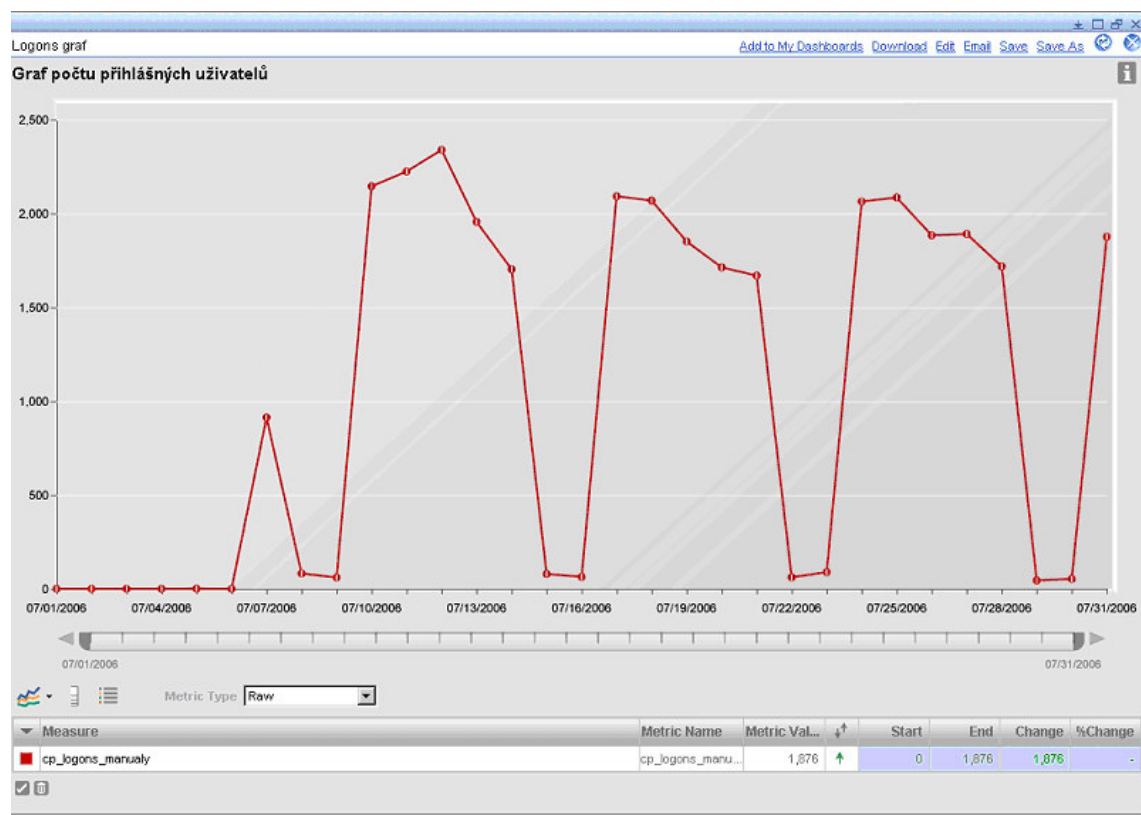 Logons graf
Add to My Dashboards Download Edit Email Save Save As
Graf počtu přihlášných uživatelů
2,500
2,000
1,500
1,000
500
0
07/01/2006 07/04/2006 07/07/2006 07/10/2006 07/13/2006 07/16/2006 07/19/2006 07/22/2006 07/25/2006 07/28/2006 07/31/2006
07/01/2006 07/31/2006
Metric Type Raw
Measure Metric Name Metric Val... Start End Change %Change
cp_logons_manualy cp_logons_manu... 1,876 0 1,876 1,876 -